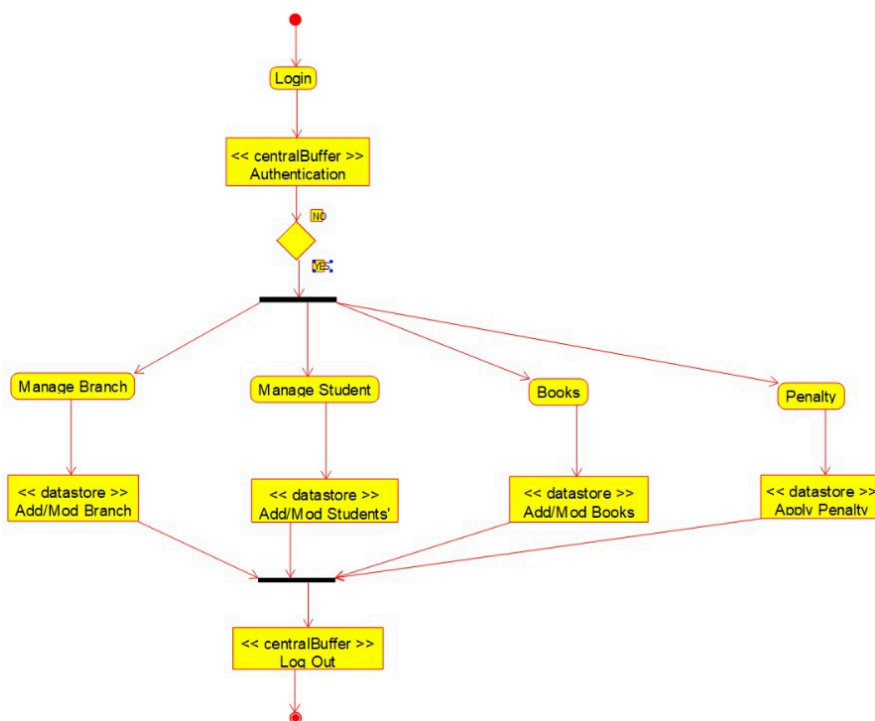 Login
<< centralBuffer >>
Authentication
NO
YES
Manage Branch
Manage Student
Books
Penalty
<< datastore >>
Add/Mod Branch
<< datastore >>
Add/Mod Students'
<< datastore >>
Add/Mod Books
<< datastore >>
Apply Penalty
<< centralBuffer >>
Log Out